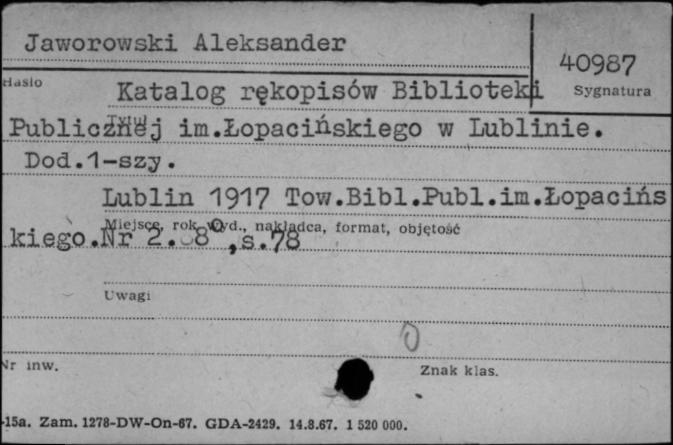 Jaworowski Aleksander
40987
Hasło
Sygnatura
Katalog rękopisów Biblioteki
Tytuł
Publicznej im.Łopacińskiego w Lublinie.
Dod.1-szy.
Lublin 1917 Tow.Bibl.Publ.im.Łopacińs
Miejsce, rok wyd., nakładca, format, objętość
kiego.Nr 2. 8°,s.78
Uwagi
Nr inw.
Znak klas.
-15a. Zam. 1278-DW-On-67. GDA-2429. 14.8.67. 1 520 000.